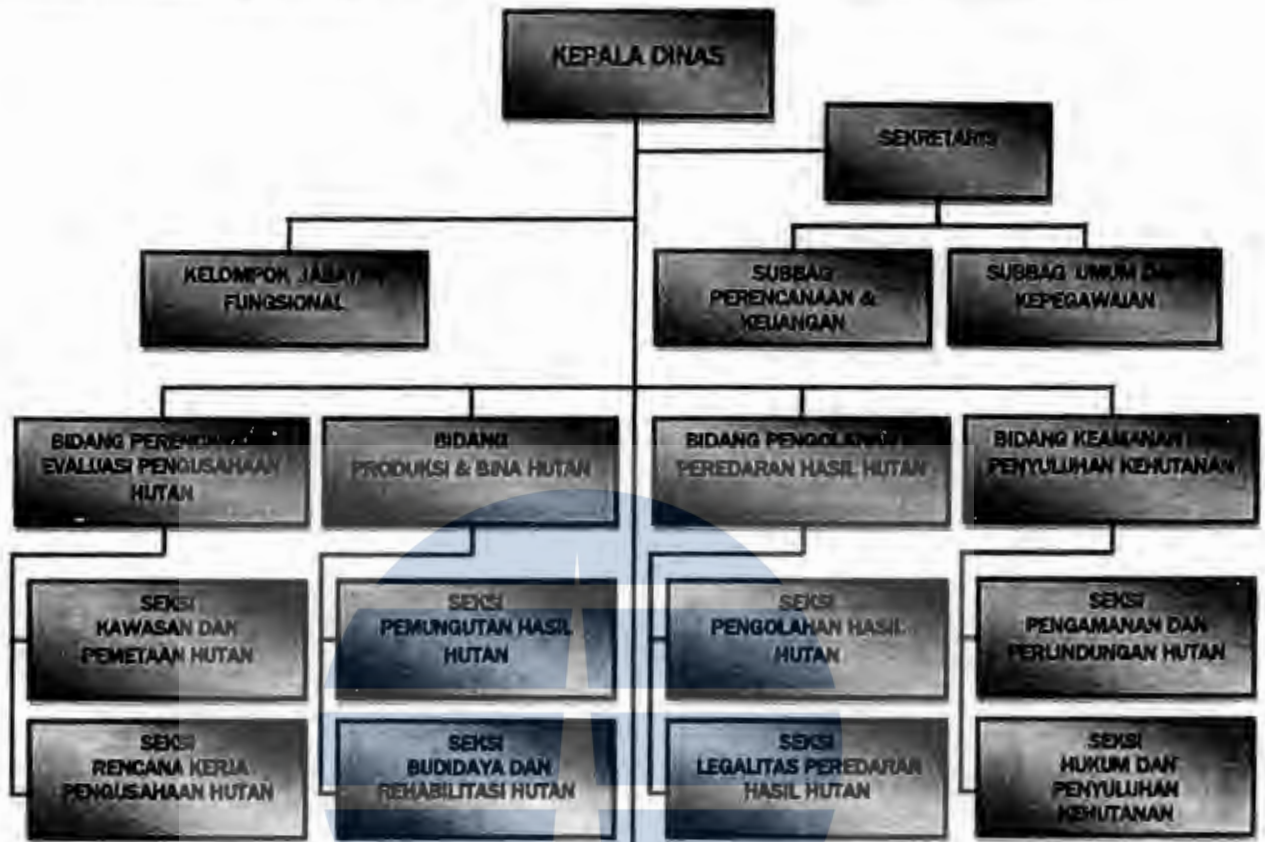 KEPALA DINAS
SEKRETARIS
KELOMPOK JABATAN
FUNGSIONAL
SUBBAG
PERENCANAAN &
KEUANGAN
SUBBAG UMUM
KEPEGAWAIAN
BIDANG
EVALUASI PENGUSAHAAN
HUTAN
BIDANG
PRODUKSI & BINA HUTAN
BIDANG
PEREDARAN HASIL HUTAN
BIDANG KEAMANAN
PENYULUHAN KEHUTANAN
SEKSI
KAWASAN DAN
PEMETAAN HUTAN
SEKSI
PEMUNGUTAN HASIL
HUTAN
SEKSI
PENGOLAHAN HASIL
HUTAN
SEKSI
PENGAMANAN DAN
PERLINDUNGAN HUTAN
SEKSI
RENCANA KERJA
PENGUSAHAAN HUTAN
SEKSI
BUDIDAYA DAN
REHABILITASI HUTAN
SEKSI
LEGALITAS PEREDARAN
HASIL HUTAN
SEKSI
HUKUM DAN
PENYULUHAN
KEHUTANAN